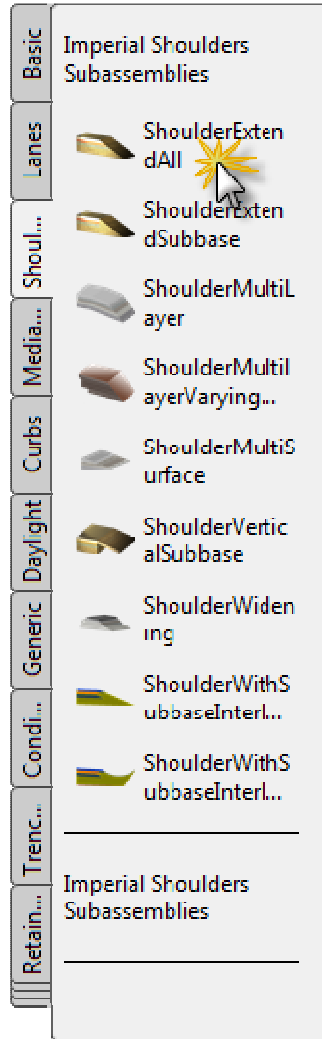 Basic
Lanes
Shoul...
Media...
Curbs
Daylight
Generic
Condi...
Trenc...
Retain...
Imperial Shoulders
Subassemblies
ShoulderExten
dAll
ShoulderExten
dSubbase
ShoulderMultiL
ayer
ShoulderMultil
ayerVarying...
ShoulderMultiS
urface
ShoulderVertic
alSubbase
ShoulderWiden
ing
ShoulderWithS
ubbaseInterl...
ShoulderWithS
ubbaseInterl...
Imperial Shoulders
Subassemblies